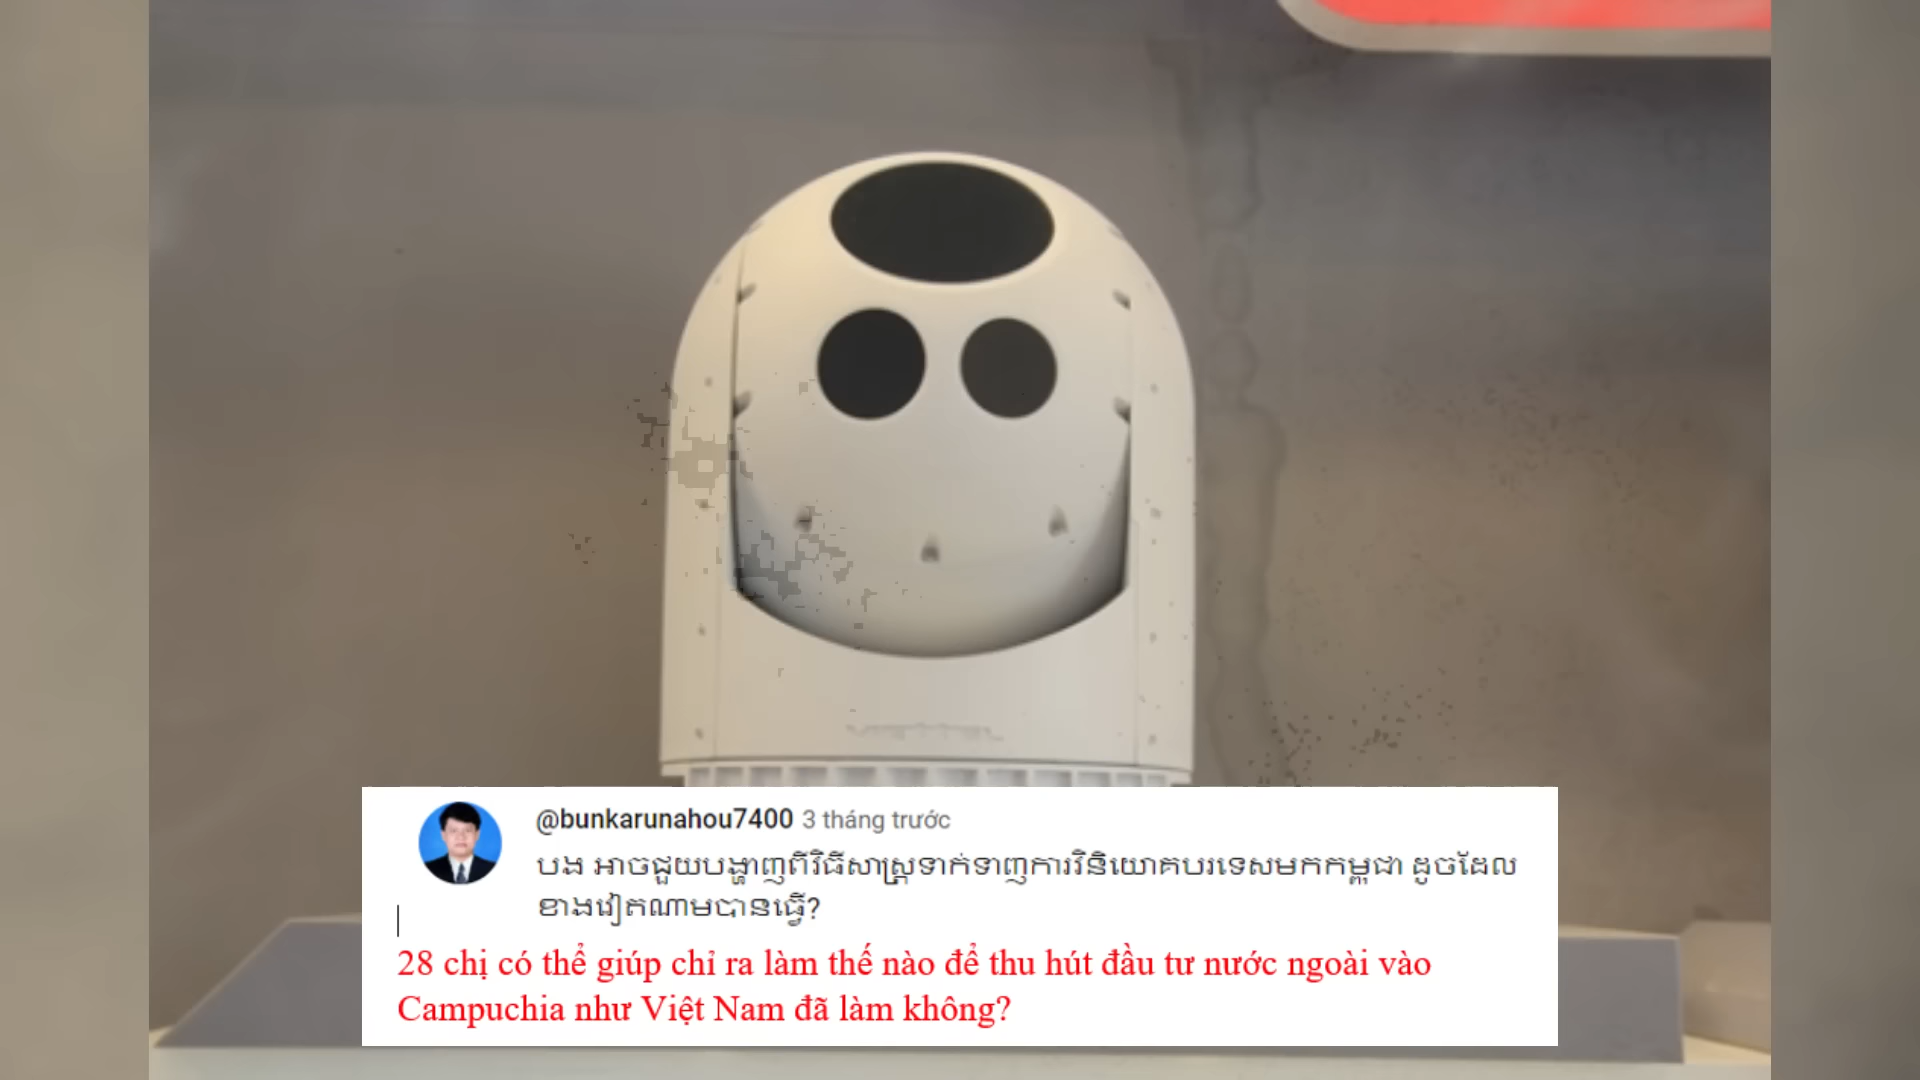 @bunkarunahou7400 3 tháng trước
បង អាចជួយបង្ហាញពីវិធីសាស្ត្រទាក់ទាញការវិនិយោគបរទេសមកកម្ពុជា ដូចដែល
ខាងវៀតណាមបានធ្វើ?
28 chị có thể giúp chỉ ra làm thế nào để thu hút đầu tư nước ngoài vào
Campuchia như Việt Nam đã làm không?